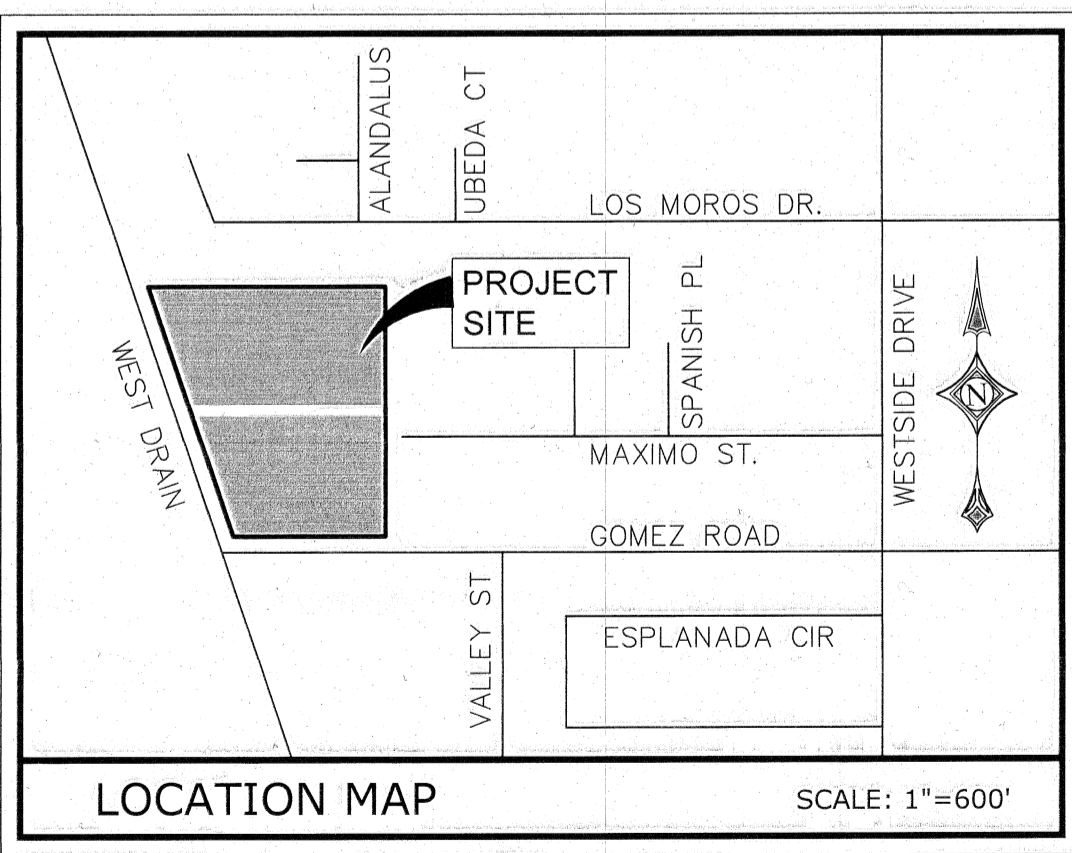 ALANDALUS
UBEDA CT
LOS MOROS DR.
PROJECT
SITE
SPANISH PL
WESTSIDE DRIVE
N
WEST DRAIN
MAXIMO ST.
GOMEZ ROAD
VALLEY ST
ESPLANADA CIR
LOCATION MAP
SCALE: 1"=600'